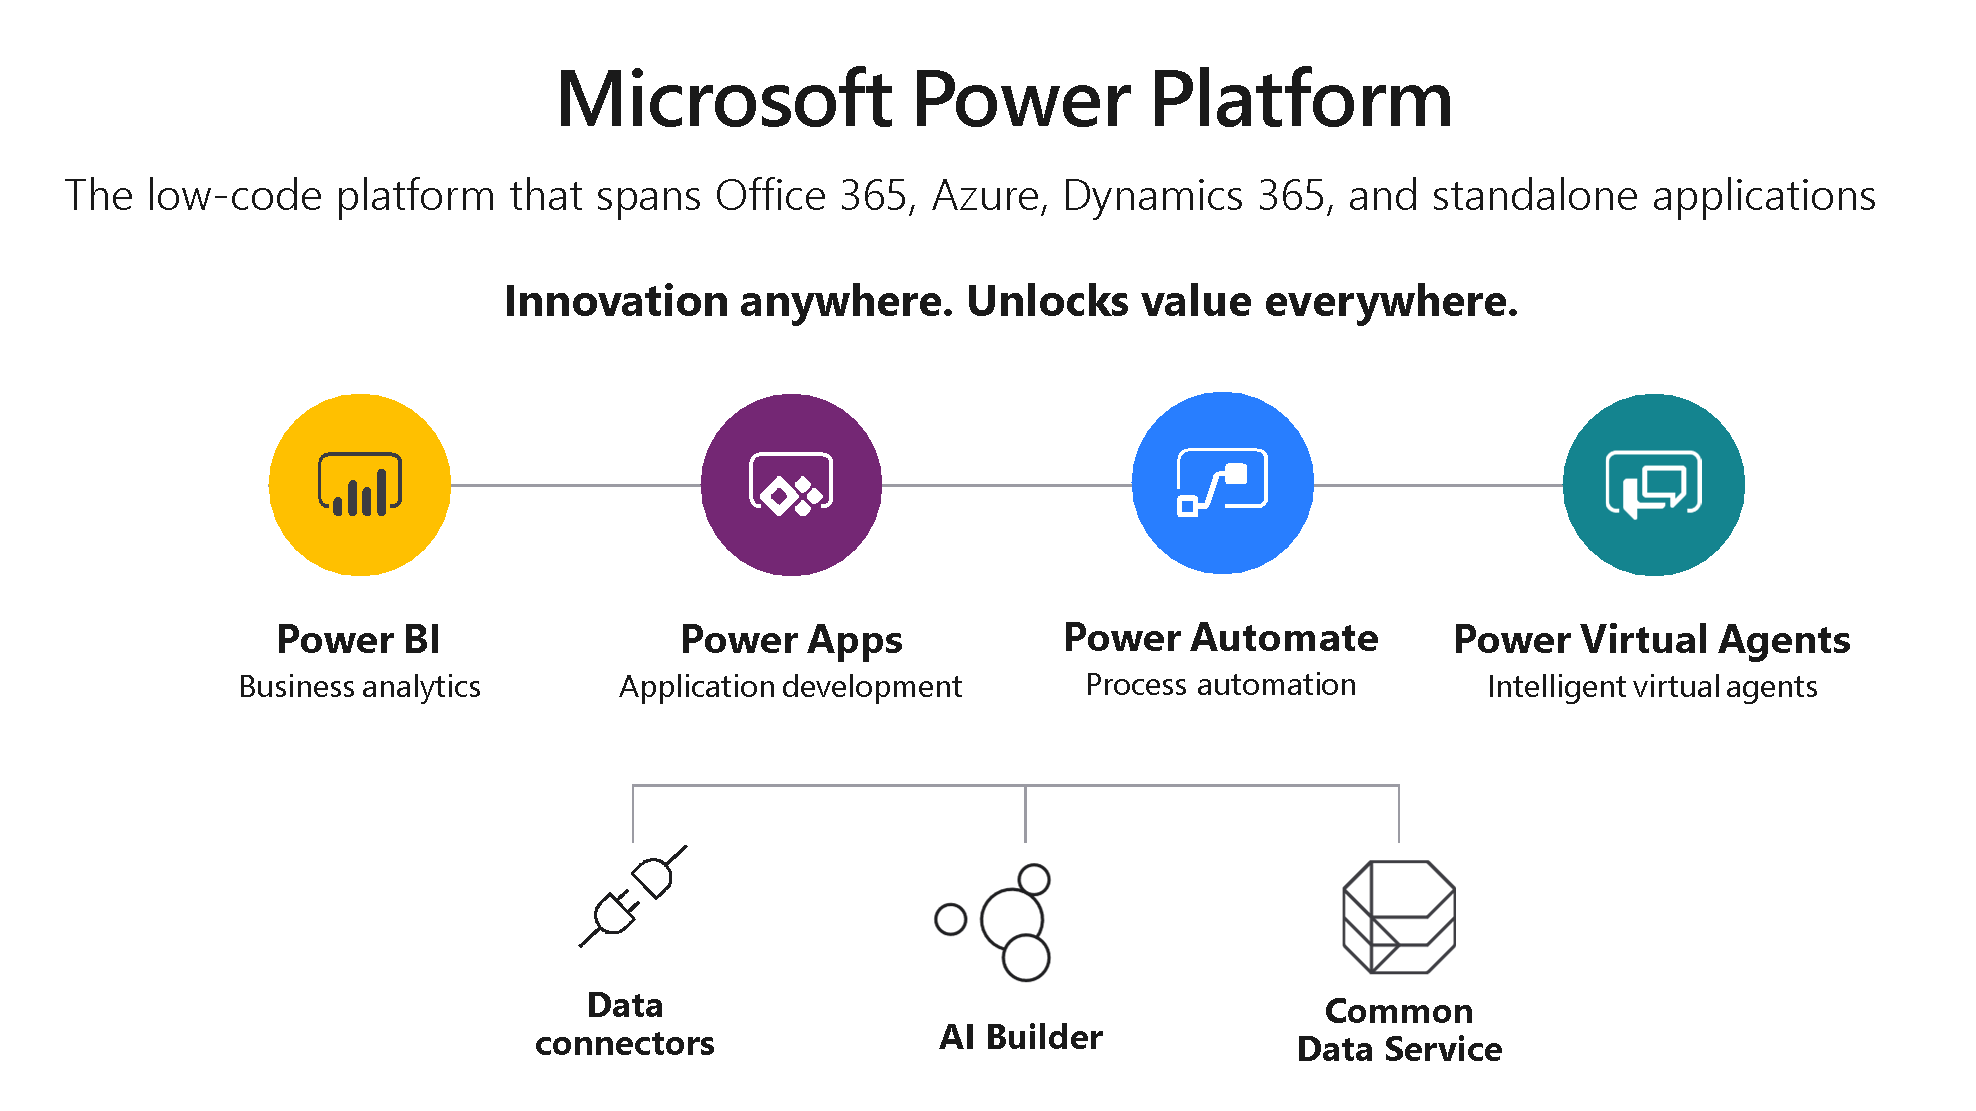 Microsoft Power Platform
The low-code platform that spans Office 365, Azure, Dynamics 365, and standalone applications
Innovation anywhere. Unlocks value everywhere.
Power BI
Business analytics
Power Apps
Application development
Power Automate
Process automation
Power Virtual Agents
Intelligent virtual agents
Data
connectors
AI Builder
Common
Data Service